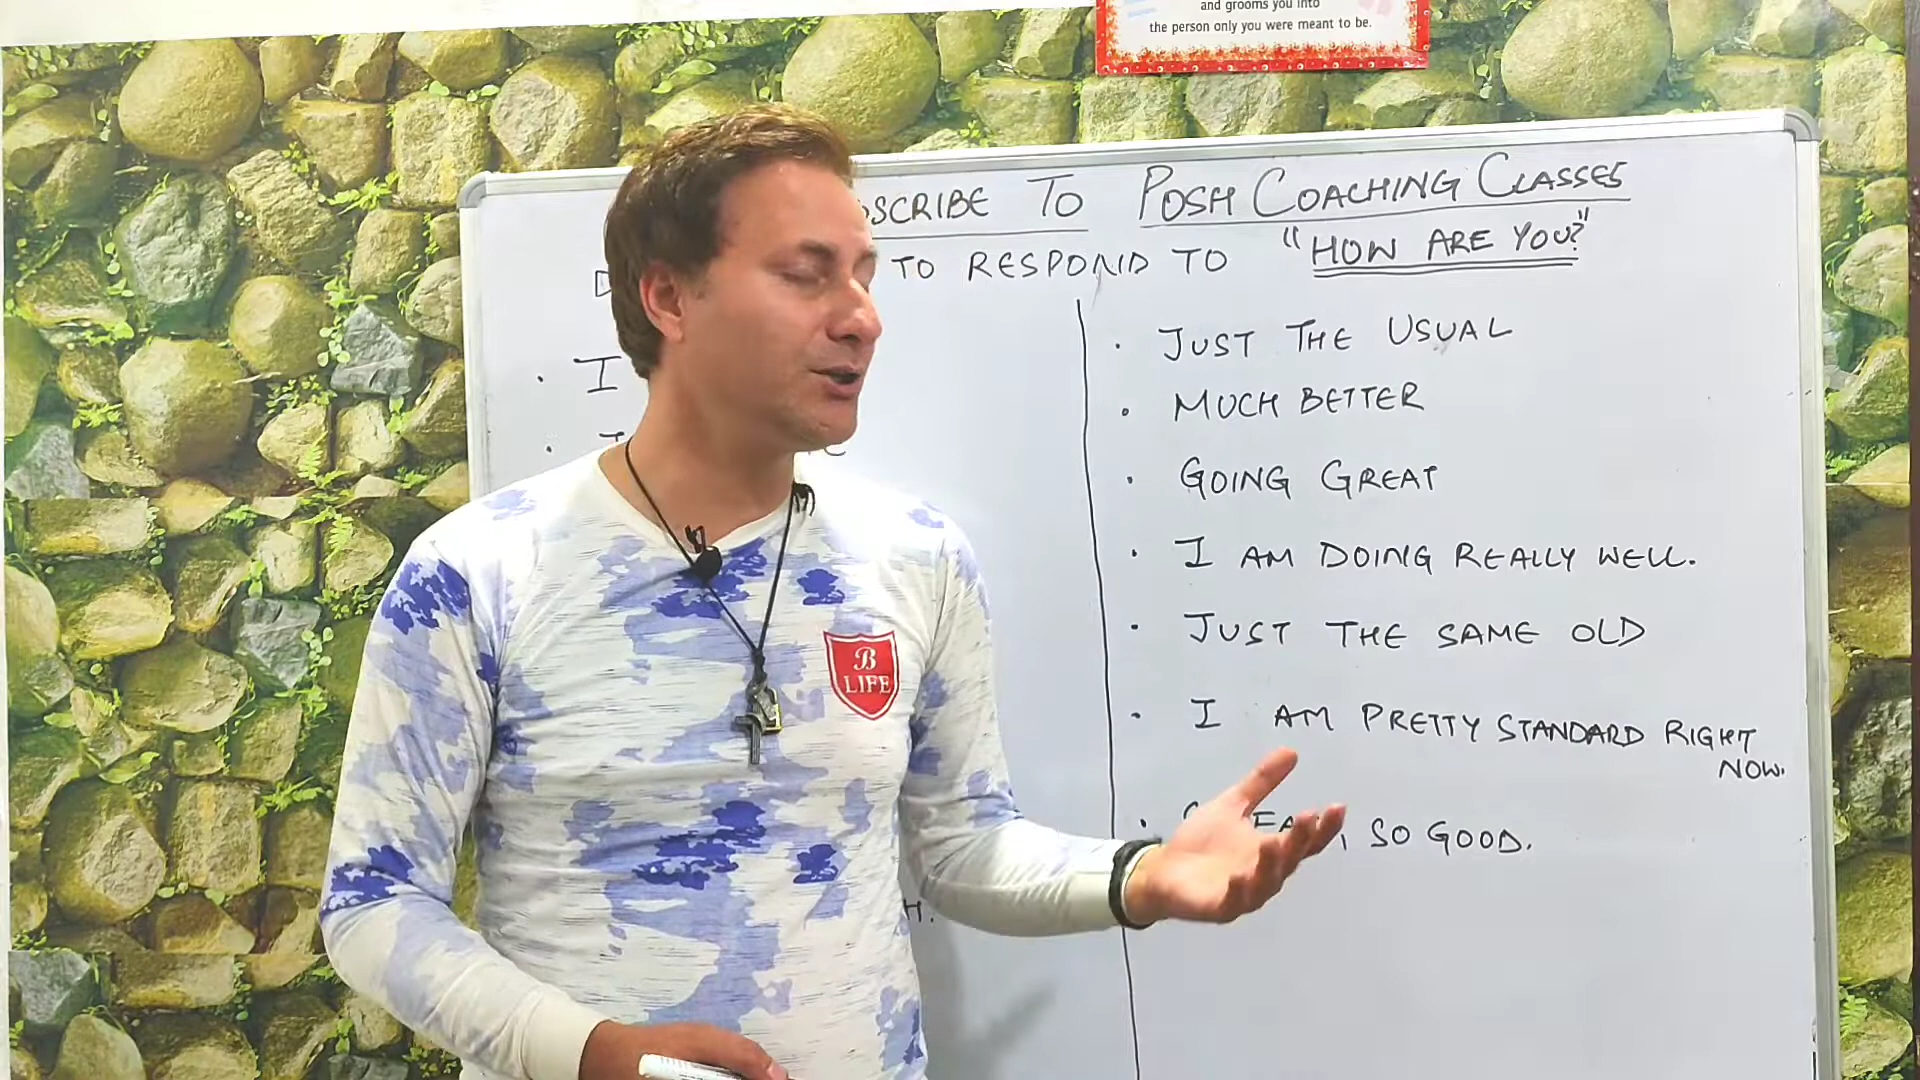 and grooms you into
the person only you were meant to be.
SCRIBE TO POSH COACHING CLASSES
TO RESPOND TO "HOW ARE YOU?"
· I
· JUST THE USUAL
· MUCH BETTER
· GOING GREAT
· I AM DOING REALLY WELL.
· JUST THE SAME OLD
· I AM PRETTY STANDARD RIGHT
NOW.
· SO GOOD.
H.
B
LIFE